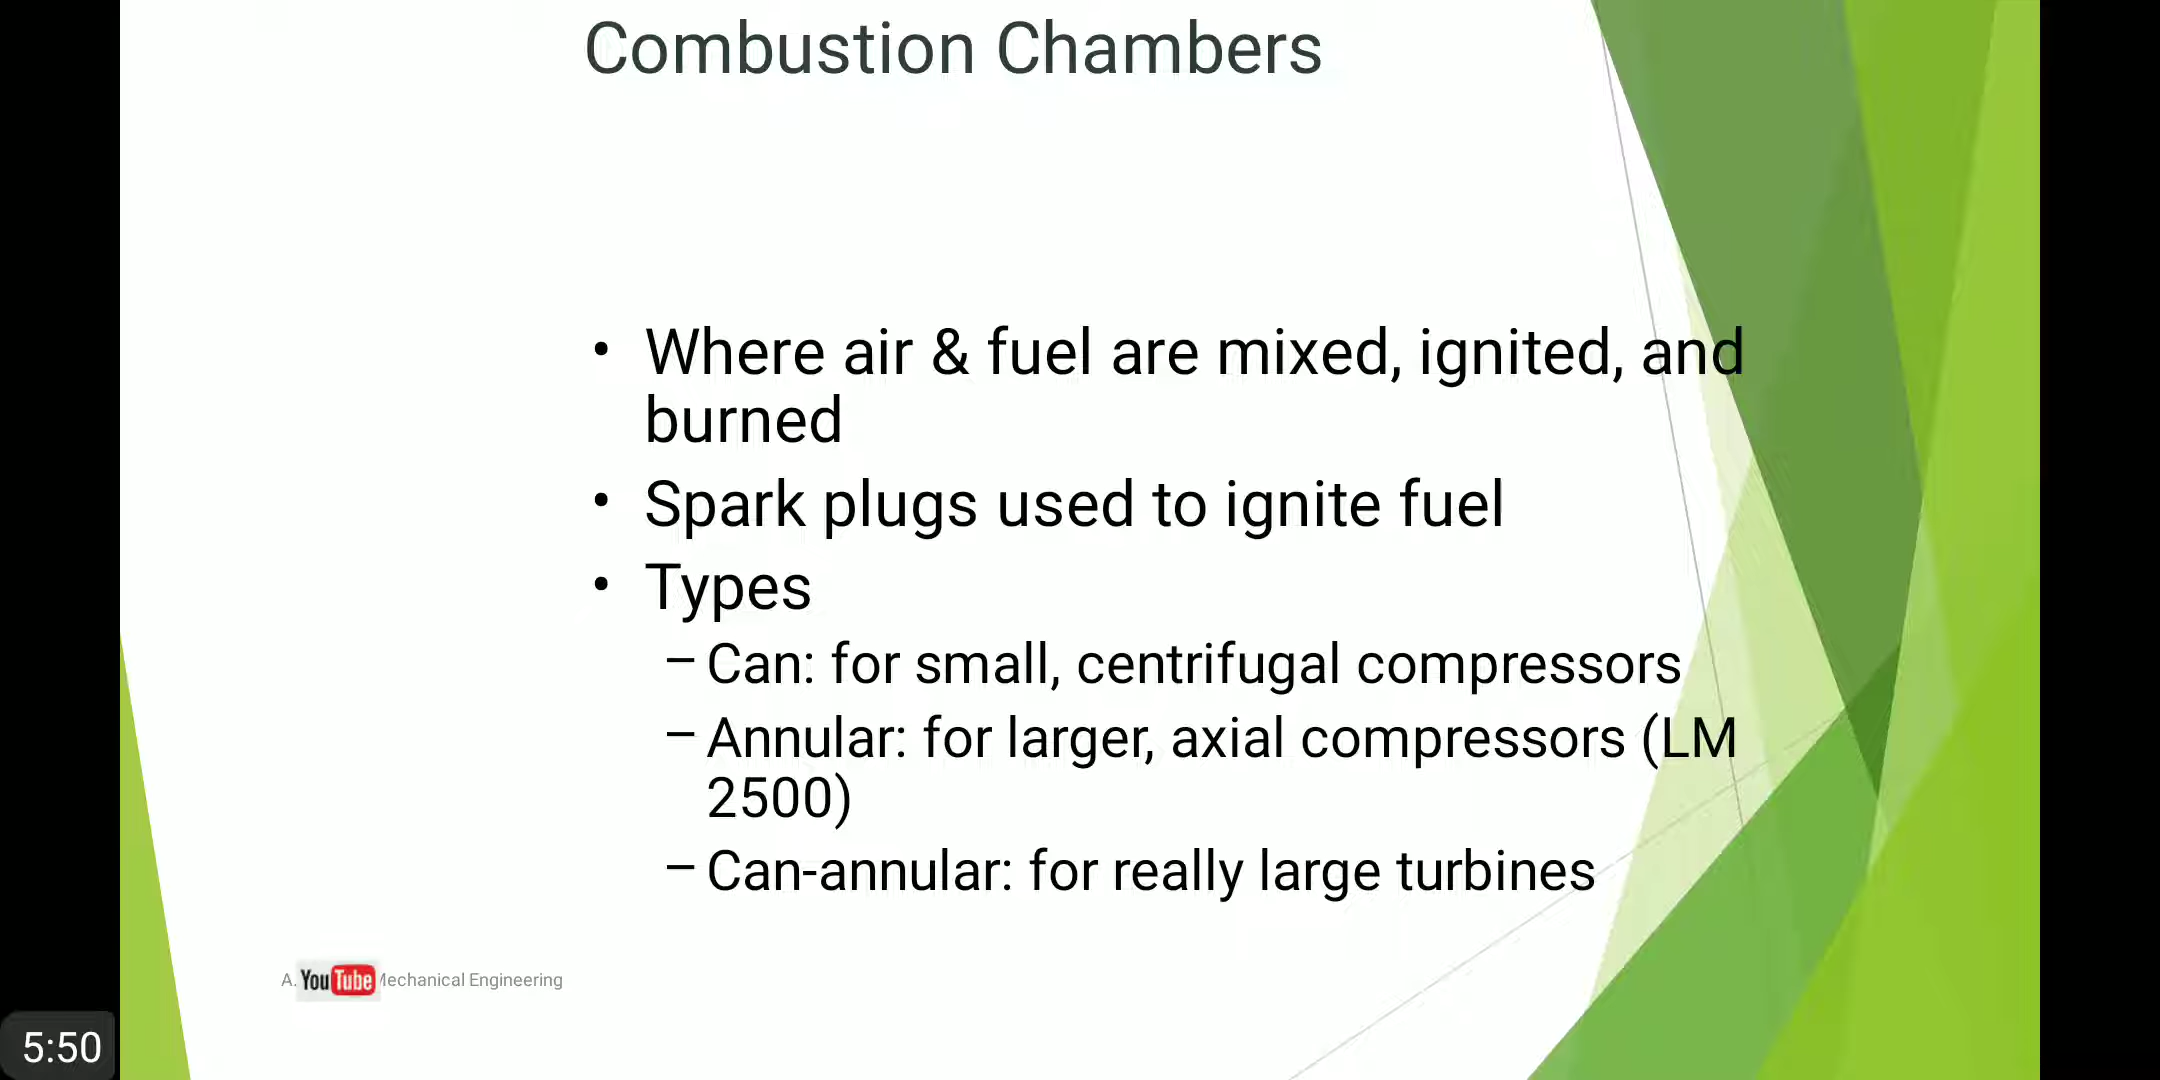 Combustion Chambers
• Where air & fuel are mixed, ignited, and
burned
• Spark plugs used to ignite fuel
• Types
– Can: for small, centrifugal compressors
– Annular: for larger, axial compressors (LM
2500)
– Can-annular: for really large turbines
A. YouTube Mechanical Engineering
5:50